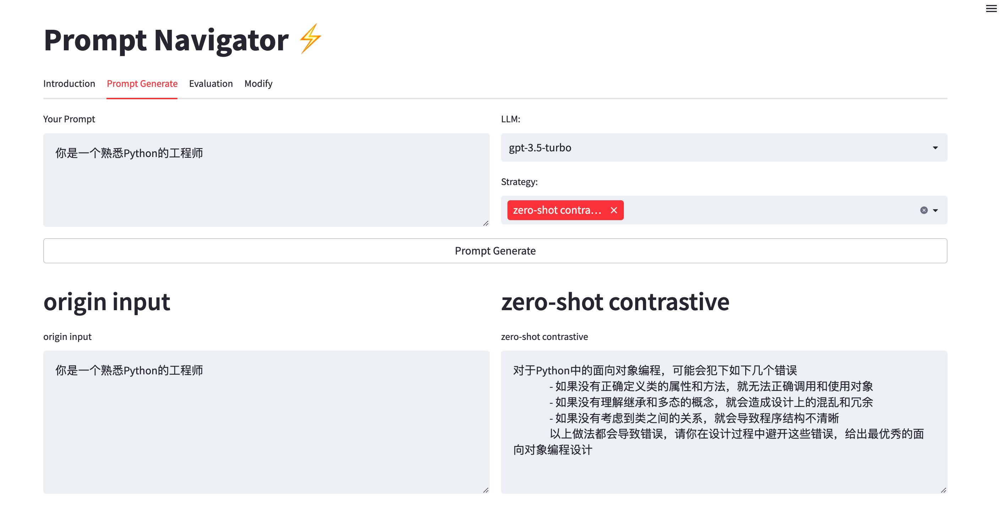 Prompt Navigator ⚡
Introduction Prompt Generate Evaluation Modify
Your Prompt
你是一个熟悉Python的工程师
LLM:
gpt-3.5-turbo
Strategy:
zero-shot contra...
Prompt Generate
origin input
origin input
你是一个熟悉Python的工程师
zero-shot contrastive
zero-shot contrastive
对于Python中的面向对象编程，可能会犯下如下几个错误
- 如果没有正确定义类的属性和方法，就无法正确调用和使用对象
- 如果没有理解继承和多态的概念，就会造成设计上的混乱和冗余
- 如果没有考虑到类之间的关系，就会导致程序结构不清晰
以上做法都会导致错误，请你在设计过程中避开这些错误，给出最优秀的面
向对象编程设计